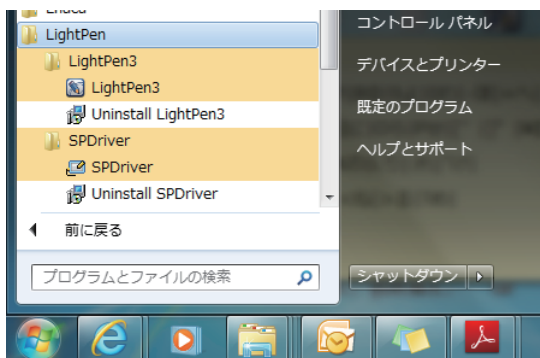 LightPen
LightPen3
LightPen3
Uninstall LightPen3
SPDriver
SPDriver
Uninstall SPDriver
前に戻る
プログラムとファイルの検索
コントロール パネル
デバイスとプリンター
既定のプログラム
ヘルプとサポート
シャットダウン